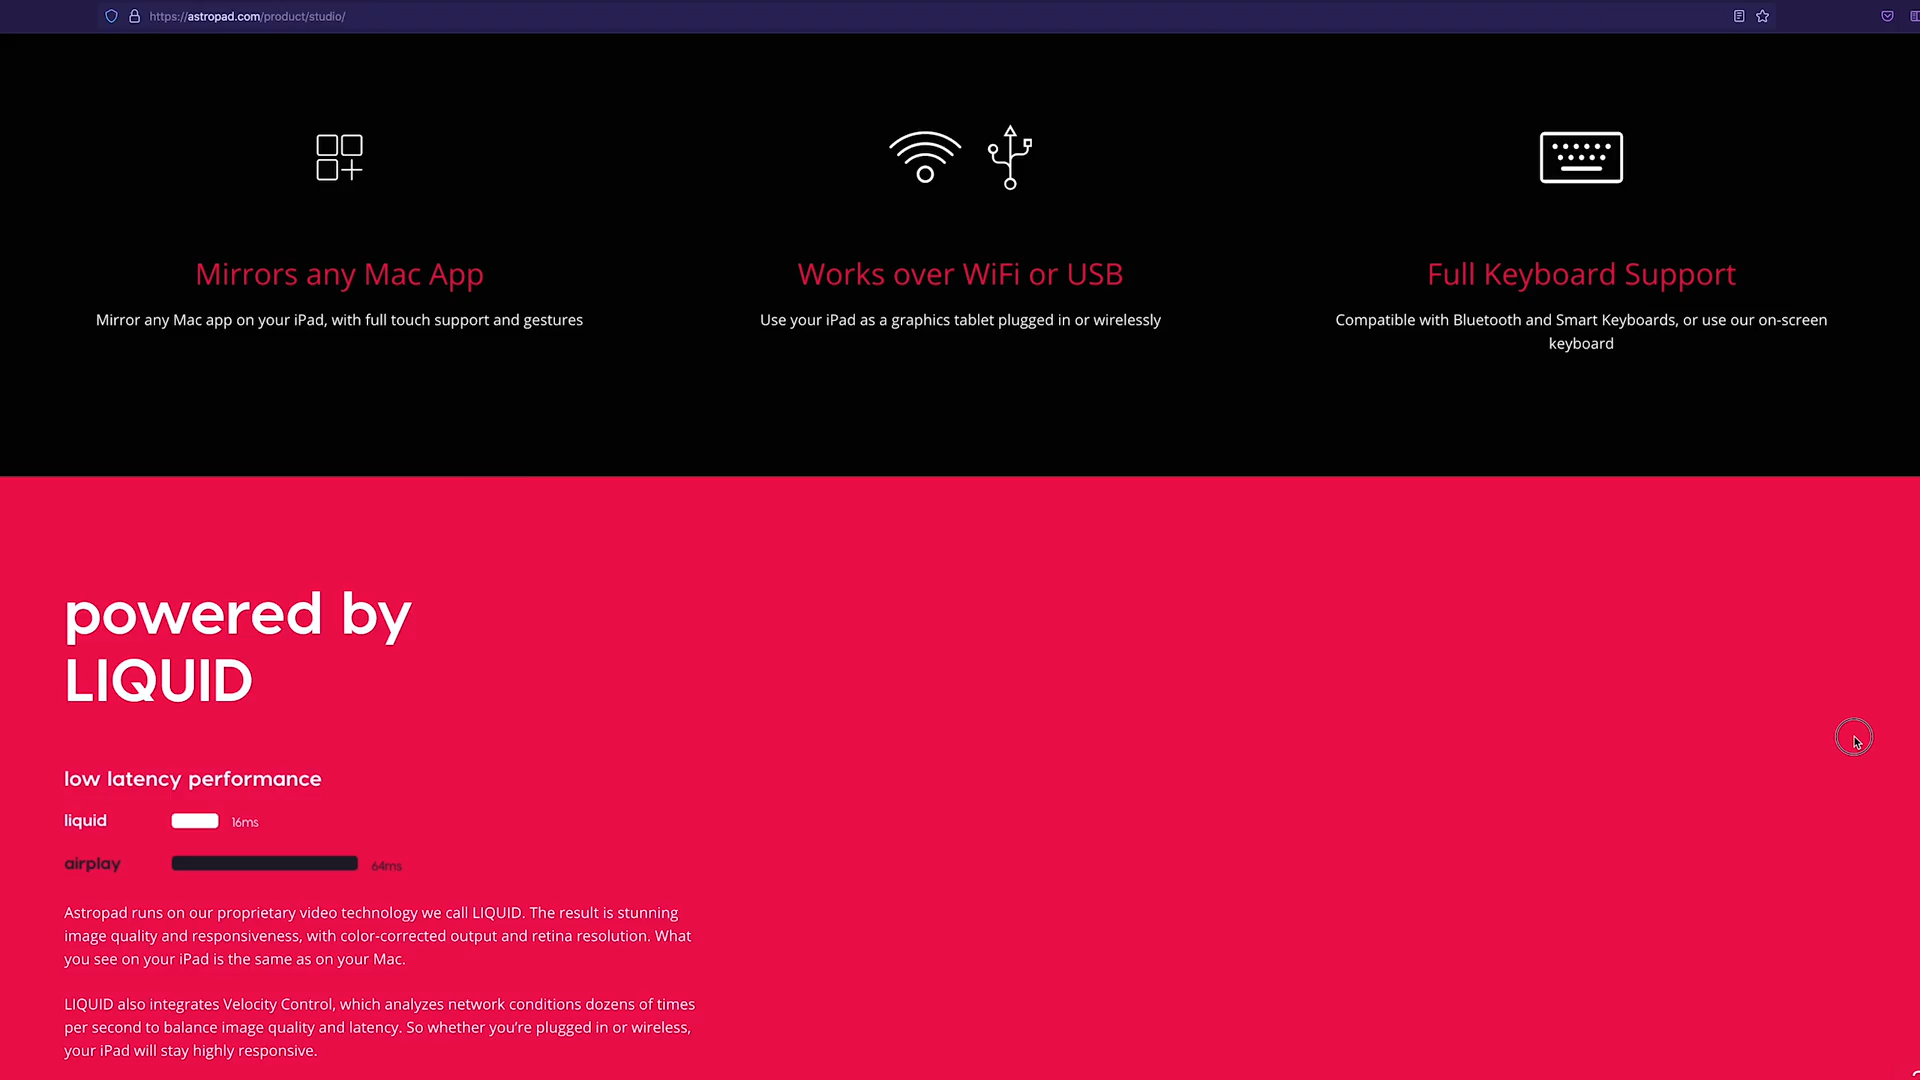 https://astropad.com/product/studio/
Mirrors any Mac App
Mirror any Mac app on your iPad, with full touch support and gestures
Works over WiFi or USB
Use your iPad as a graphics tablet plugged in or wirelessly
Full Keyboard Support
Compatible with Bluetooth and Smart Keyboards, or use our on-screen
keyboard
powered by
LIQUID
low latency performance
liquid 16ms
airplay 64ms
Astropad runs on our proprietary video technology we call LIQUID. The result is stunning
image quality and responsiveness, with color-corrected output and retina resolution. What
you see on your iPad is the same as on your Mac.
LIQUID also integrates Velocity Control, which analyzes network conditions dozens of times
per second to balance image quality and latency. So whether you’re plugged in or wireless,
your iPad will stay highly responsive.